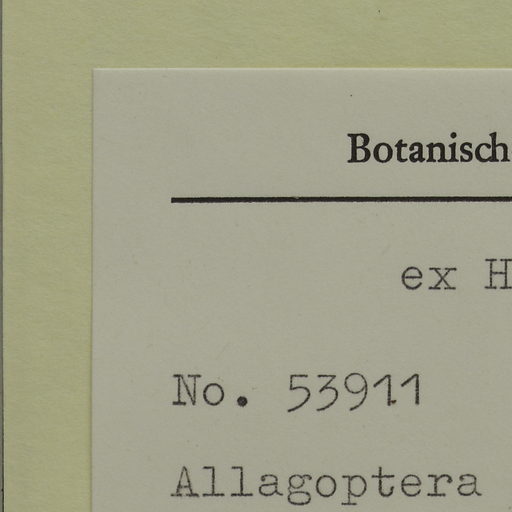 Botanisch
ex H
No. 53911
Allagoptera